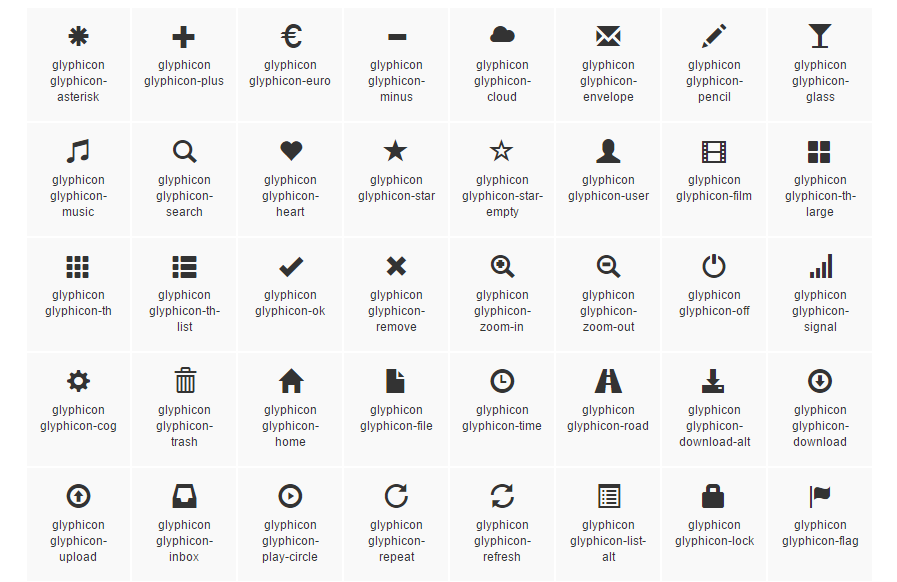 glyphicon
glyphicon-
asterisk
glyphicon
glyphicon-plus
glyphicon
glyphicon-euro
glyphicon
glyphicon-
minus
glyphicon
glyphicon-
cloud
glyphicon
glyphicon-
envelope
glyphicon
glyphicon-
pencil
glyphicon
glyphicon-
glass
glyphicon
glyphicon-
music
glyphicon
glyphicon-
search
glyphicon
glyphicon-
heart
glyphicon
glyphicon-star
glyphicon
glyphicon-star-
empty
glyphicon
glyphicon-user
glyphicon
glyphicon-film
glyphicon
glyphicon-th-
large
glyphicon
glyphicon-th
glyphicon
glyphicon-th-
list
glyphicon
glyphicon-ok
glyphicon
glyphicon-
remove
glyphicon
glyphicon-
zoom-in
glyphicon
glyphicon-
zoom-out
glyphicon
glyphicon-off
glyphicon
glyphicon-
signal
glyphicon
glyphicon-cog
glyphicon
glyphicon-
trash
glyphicon
glyphicon-
home
glyphicon
glyphicon-file
glyphicon
glyphicon-time
glyphicon
glyphicon-road
glyphicon
glyphicon-
download-alt
glyphicon
glyphicon-
download
glyphicon
glyphicon-
upload
glyphicon
glyphicon-
inbox
glyphicon
glyphicon-
play-circle
glyphicon
glyphicon-
repeat
glyphicon
glyphicon-
refresh
glyphicon
glyphicon-list-
alt
glyphicon
glyphicon-lock
glyphicon
glyphicon-flag